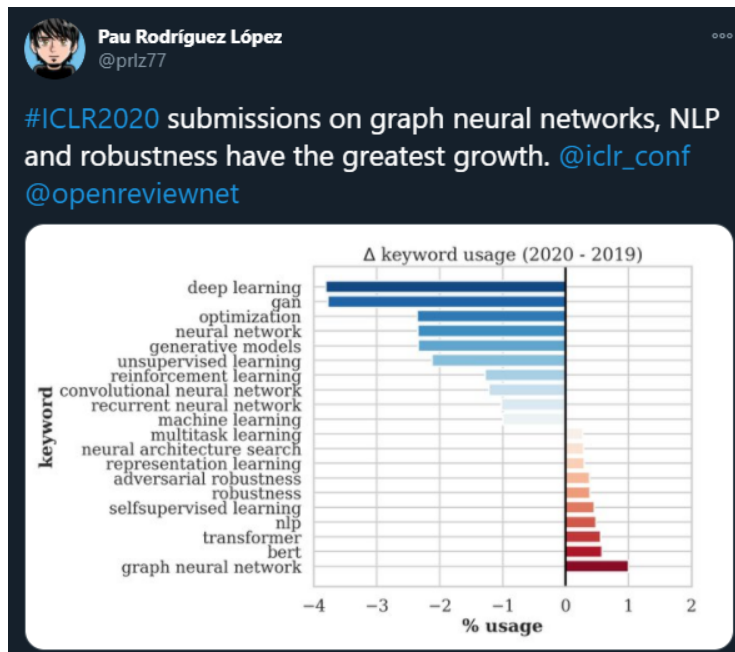 Pau Rodríguez López
@prlz77
#ICLR2020 submissions on graph neural networks, NLP
and robustness have the greatest growth. @iclr_conf
@openreviewnet
Δ keyword usage (2020 - 2019)
deep learning
gan
optimization
neural network
generative models
unsupervised learning
reinforcement learning
convolutional neural network
recurrent neural network
machine learning
multitask learning
neural architecture search
representation learning
adversarial robustness
robustness
selfsupervised learning
nlp
transformer
bert
graph neural network
keyword
−4 −3 −2 −1 0 1 2
% usage